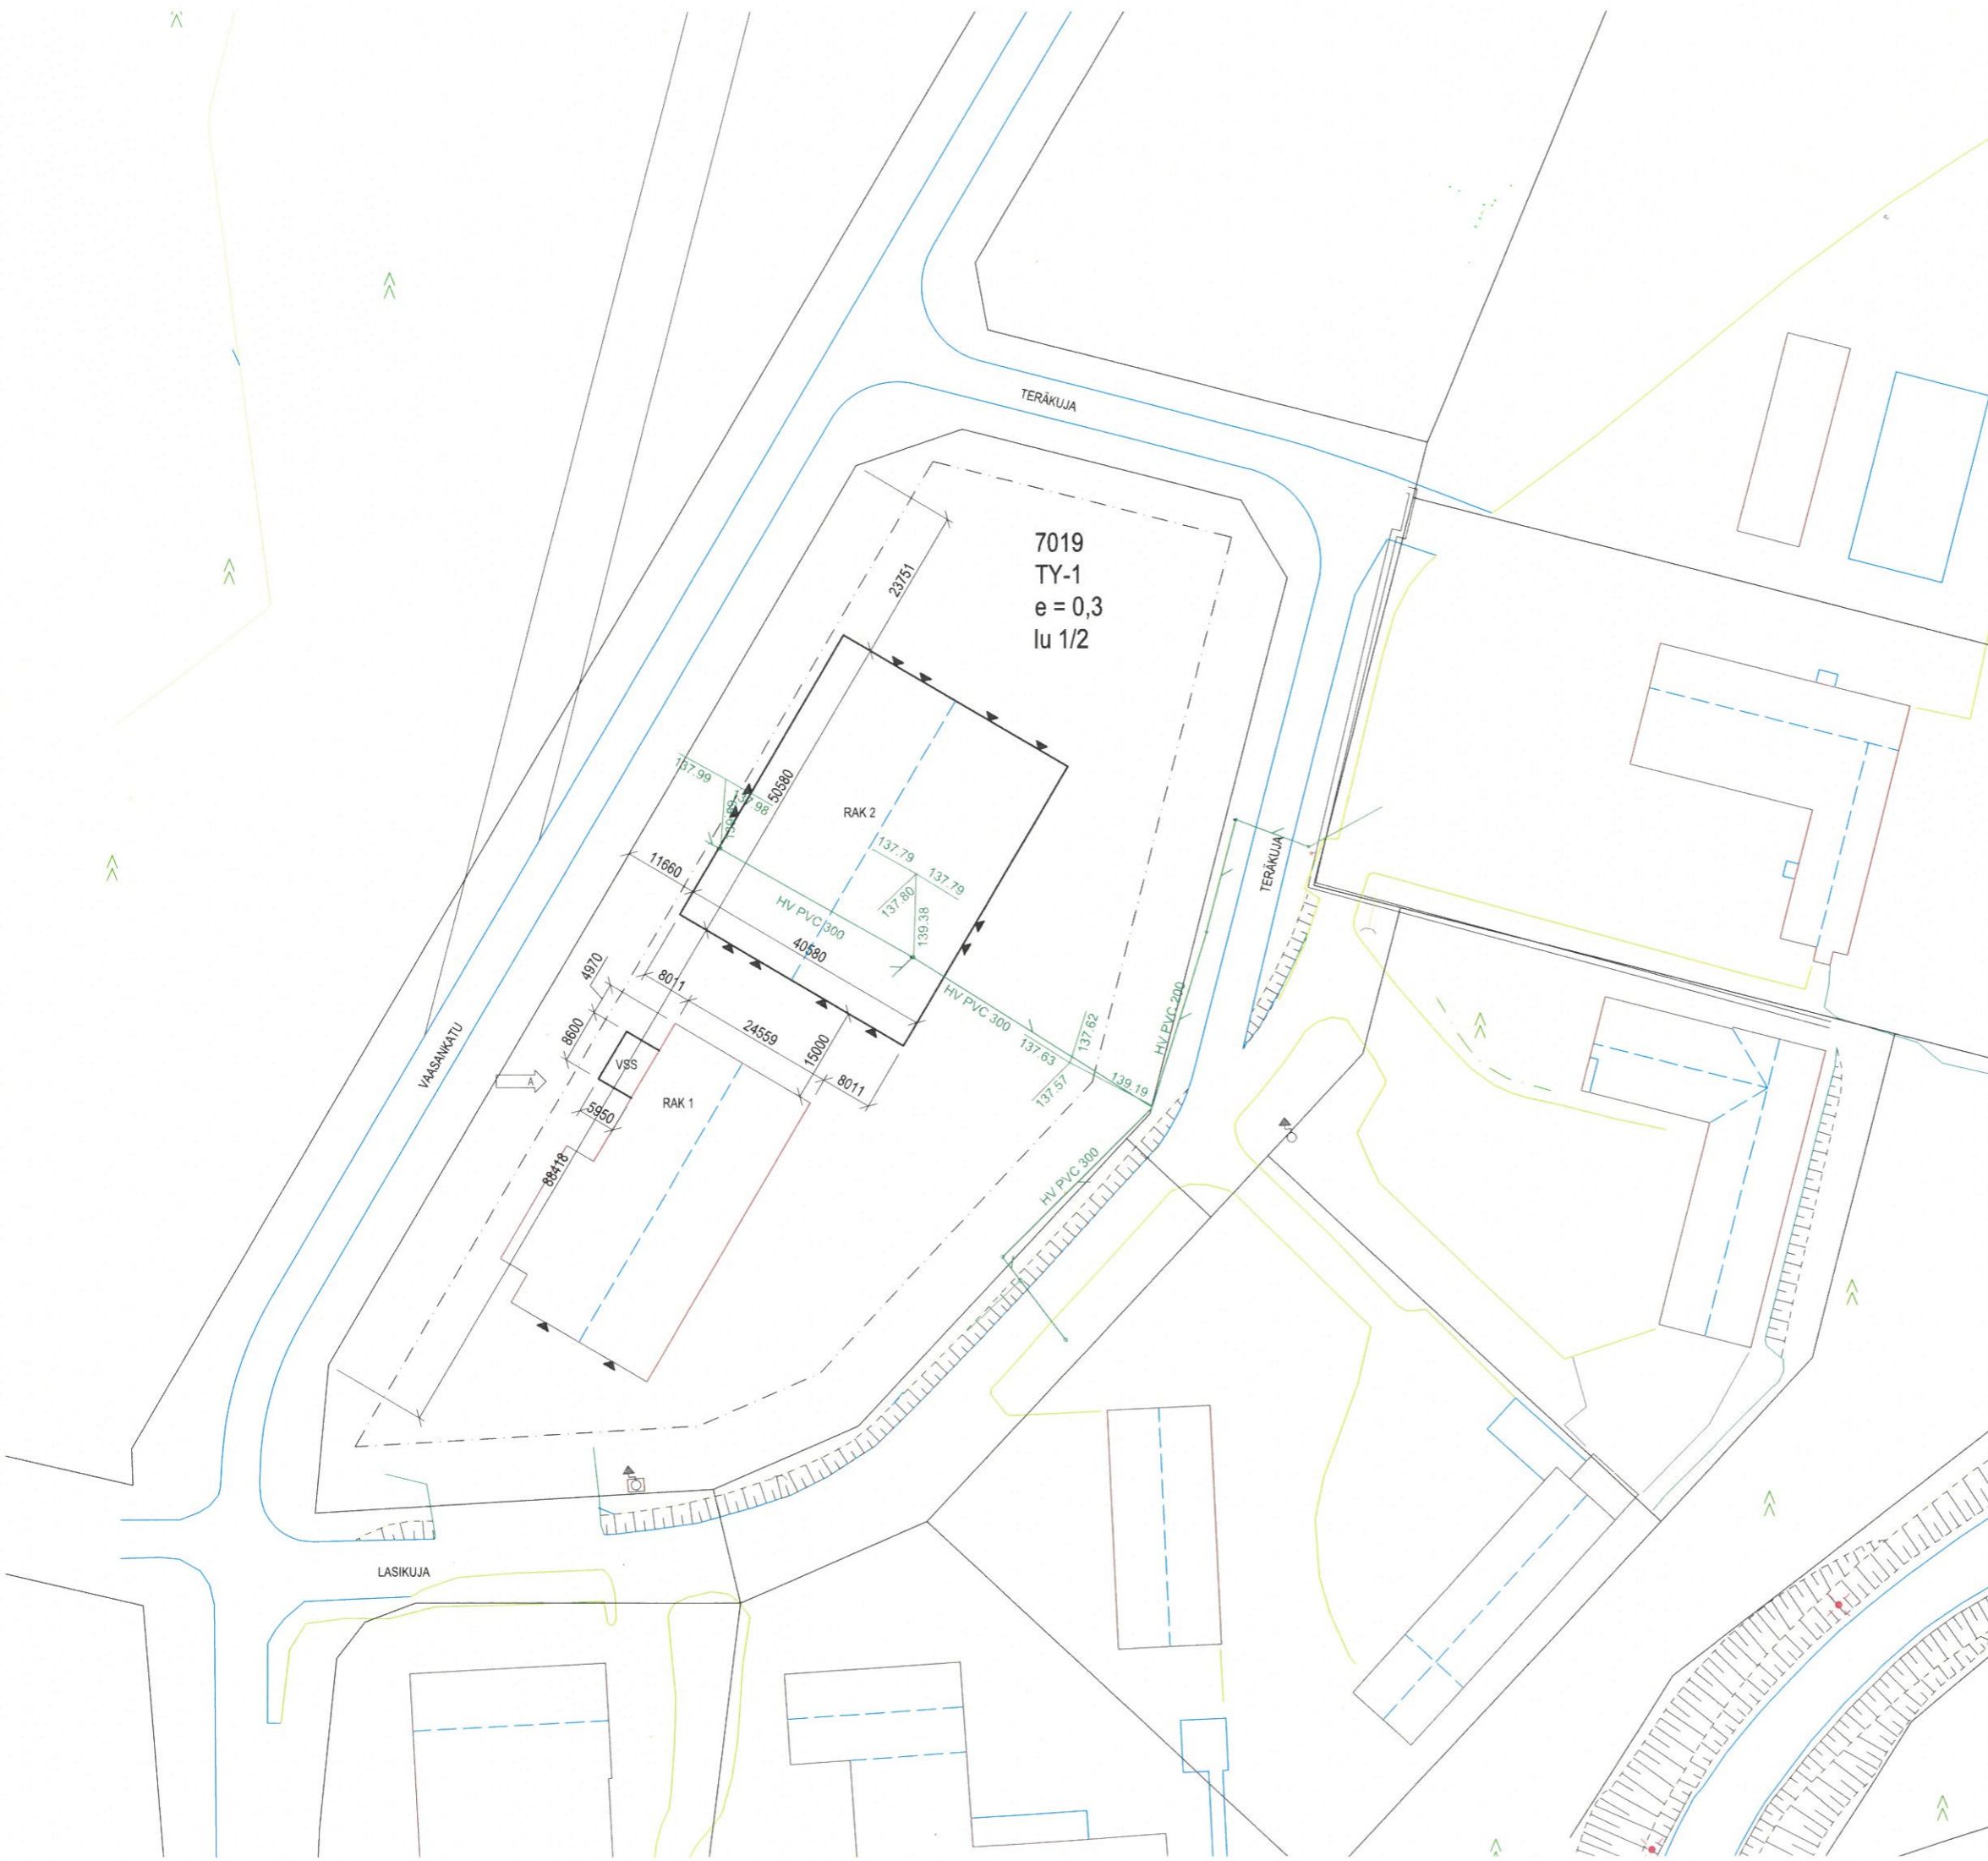 TERÄKUJA
7019
TY-1
e = 0,3
lu 1/2
23751
50580
137.99
137.98
RAK 2
137.79
137.79
137.80
139.38
11660
HV PVC 300
40580
TERÄKUJA
4970
8011
8600
24559
15000
8011
HV PVC 300
137.62
137.63
137.57
139.19
HV PVC 200
VAASANKATU
A
VSS
RAK 1
5950
88418
HV PVC 300
LASIKUJA